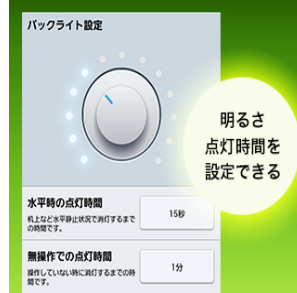 バックライト設定
明るさ
点灯時間を
設定できる
水平時の点灯時間
机上など水平静止状況で消灯するまで
の時間です。
15秒
無操作での点灯時間
操作していない時に消灯するまでの時
間です。
1分